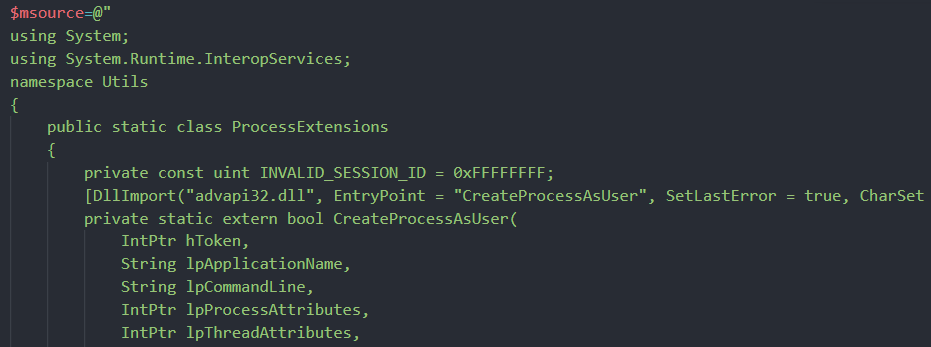 $msource=@"
using System;
using System.Runtime.InteropServices;
namespace Utils
{
public static class ProcessExtensions
{
private const uint INVALID_SESSION_ID = 0xFFFFFFFF;
[DllImport("advapi32.dll", EntryPoint = "CreateProcessAsUser", SetLastError = true, CharSet
private static extern bool CreateProcessAsUser(
IntPtr hToken,
String lpApplicationName,
String lpCommandLine,
IntPtr lpProcessAttributes,
IntPtr lpThreadAttributes,